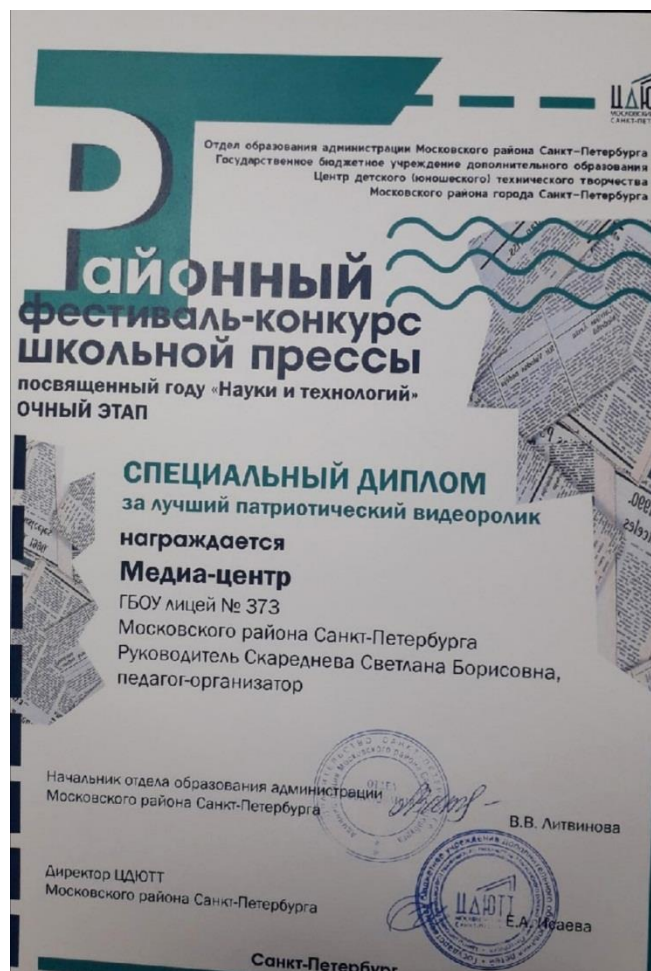 ЦДЮТТ
Отдел образования администрации Московского района Санкт-Петербурга
Государственное бюджетное учреждение дополнительного образования
Центр детского (юношеского) технического творчества
Московского района города Санкт-Петербурга
Районный
фестиваль-конкурс
школьной прессы
посвященный году «Науки и технологий»
ОЧНЫЙ ЭТАП
СПЕЦИАЛЬНЫЙ ДИПЛОМ
за лучший патриотический видеоролик
награждается
Медиа-центр
ГБОУ лицей № 373
Московского района Санкт-Петербурга
Руководитель Скареднева Светлана Борисовна,
педагог-организатор
Начальник отдела образования администрации
Московского района Санкт-Петербурга
В.В. Литвинова
Директор ЦДЮТТ
Московского района Санкт-Петербурга
ЦДЮТТ
Е.А. Исаева
Санкт-Петербург